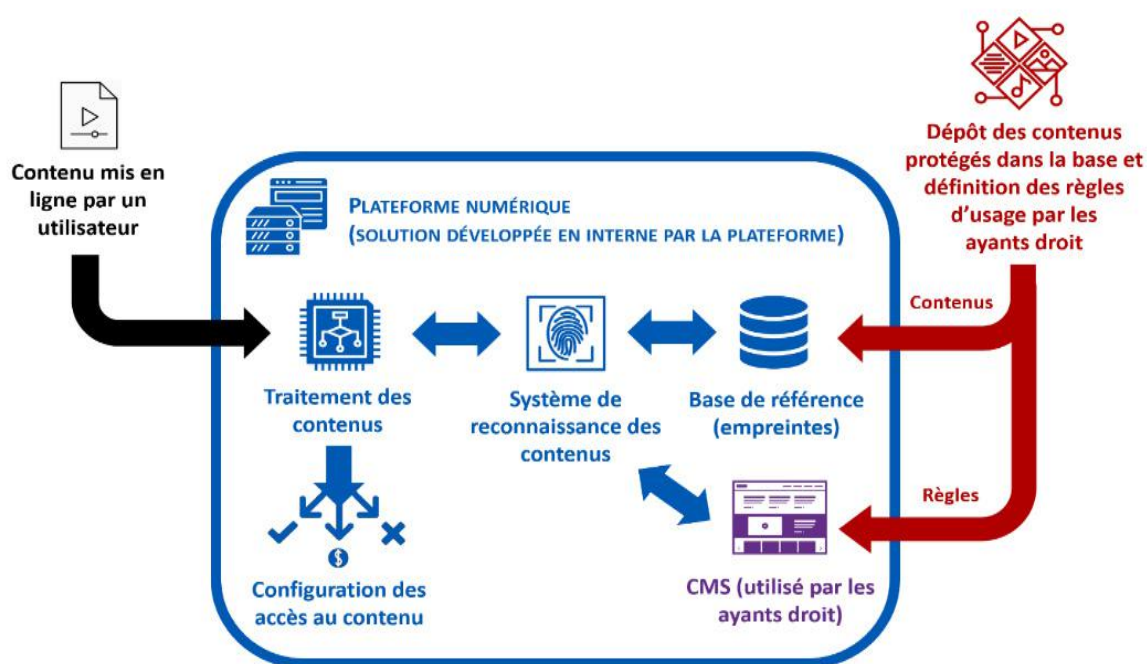 Contenu mis en
ligne par un
utilisateur
Dépôt des contenus
protégés dans la base et
définition des règles
d'usage par les
ayants droit
PLATEFORME NUMÉRIQUE
(SOLUTION DÉVELOPPÉE EN INTERNE PAR LA PLATEFORME)
Contenus
Traitement des
contenus
Système de
reconnaissance des
contenus
Base de référence
(empreintes)
Règles
$
Configuration des
accès au contenu
CMS (utilisé par les
ayants droit)